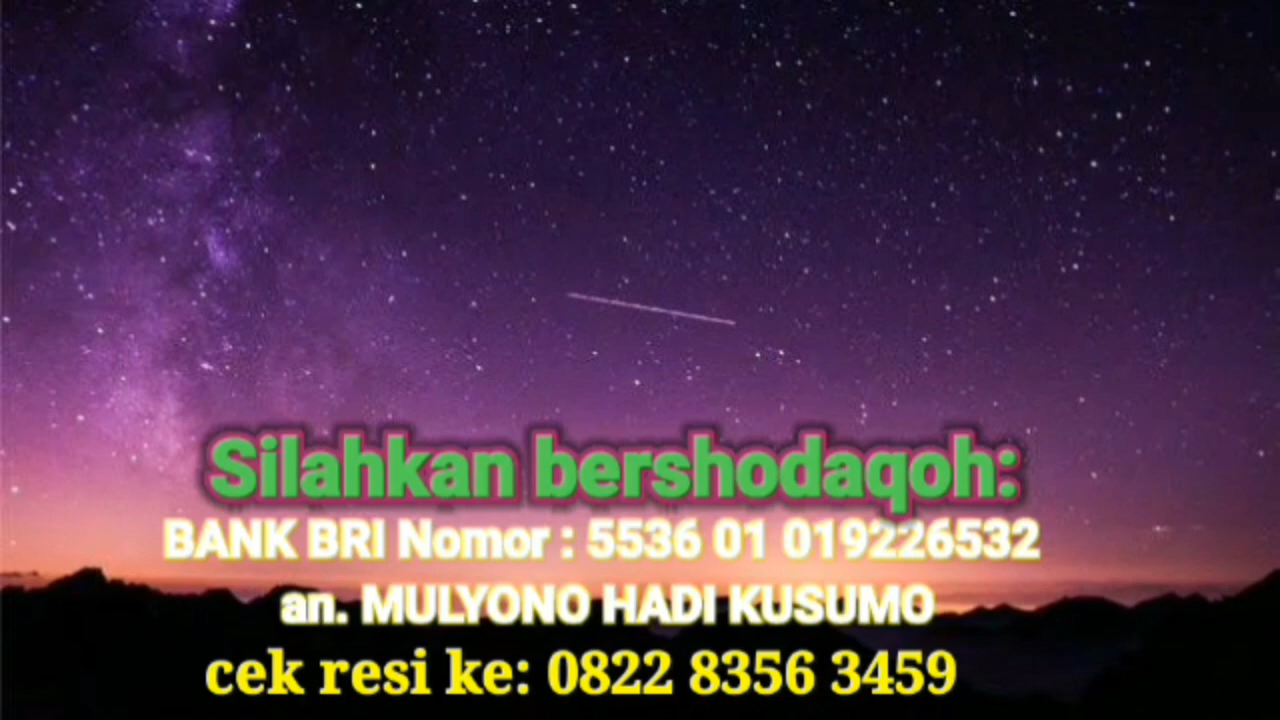 Silahkan bershodaqoh:
BANK BRI Nomor : 5536 01 019226532
an. MULYONO HADI KUSUMO
cek resi ke: 0822 8356 3459